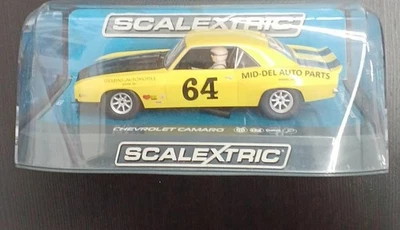 SCALEXTRIC
MID-DEL AUTO PARTS
64
CHEVROLET CAMARO
SCALEXTRIC